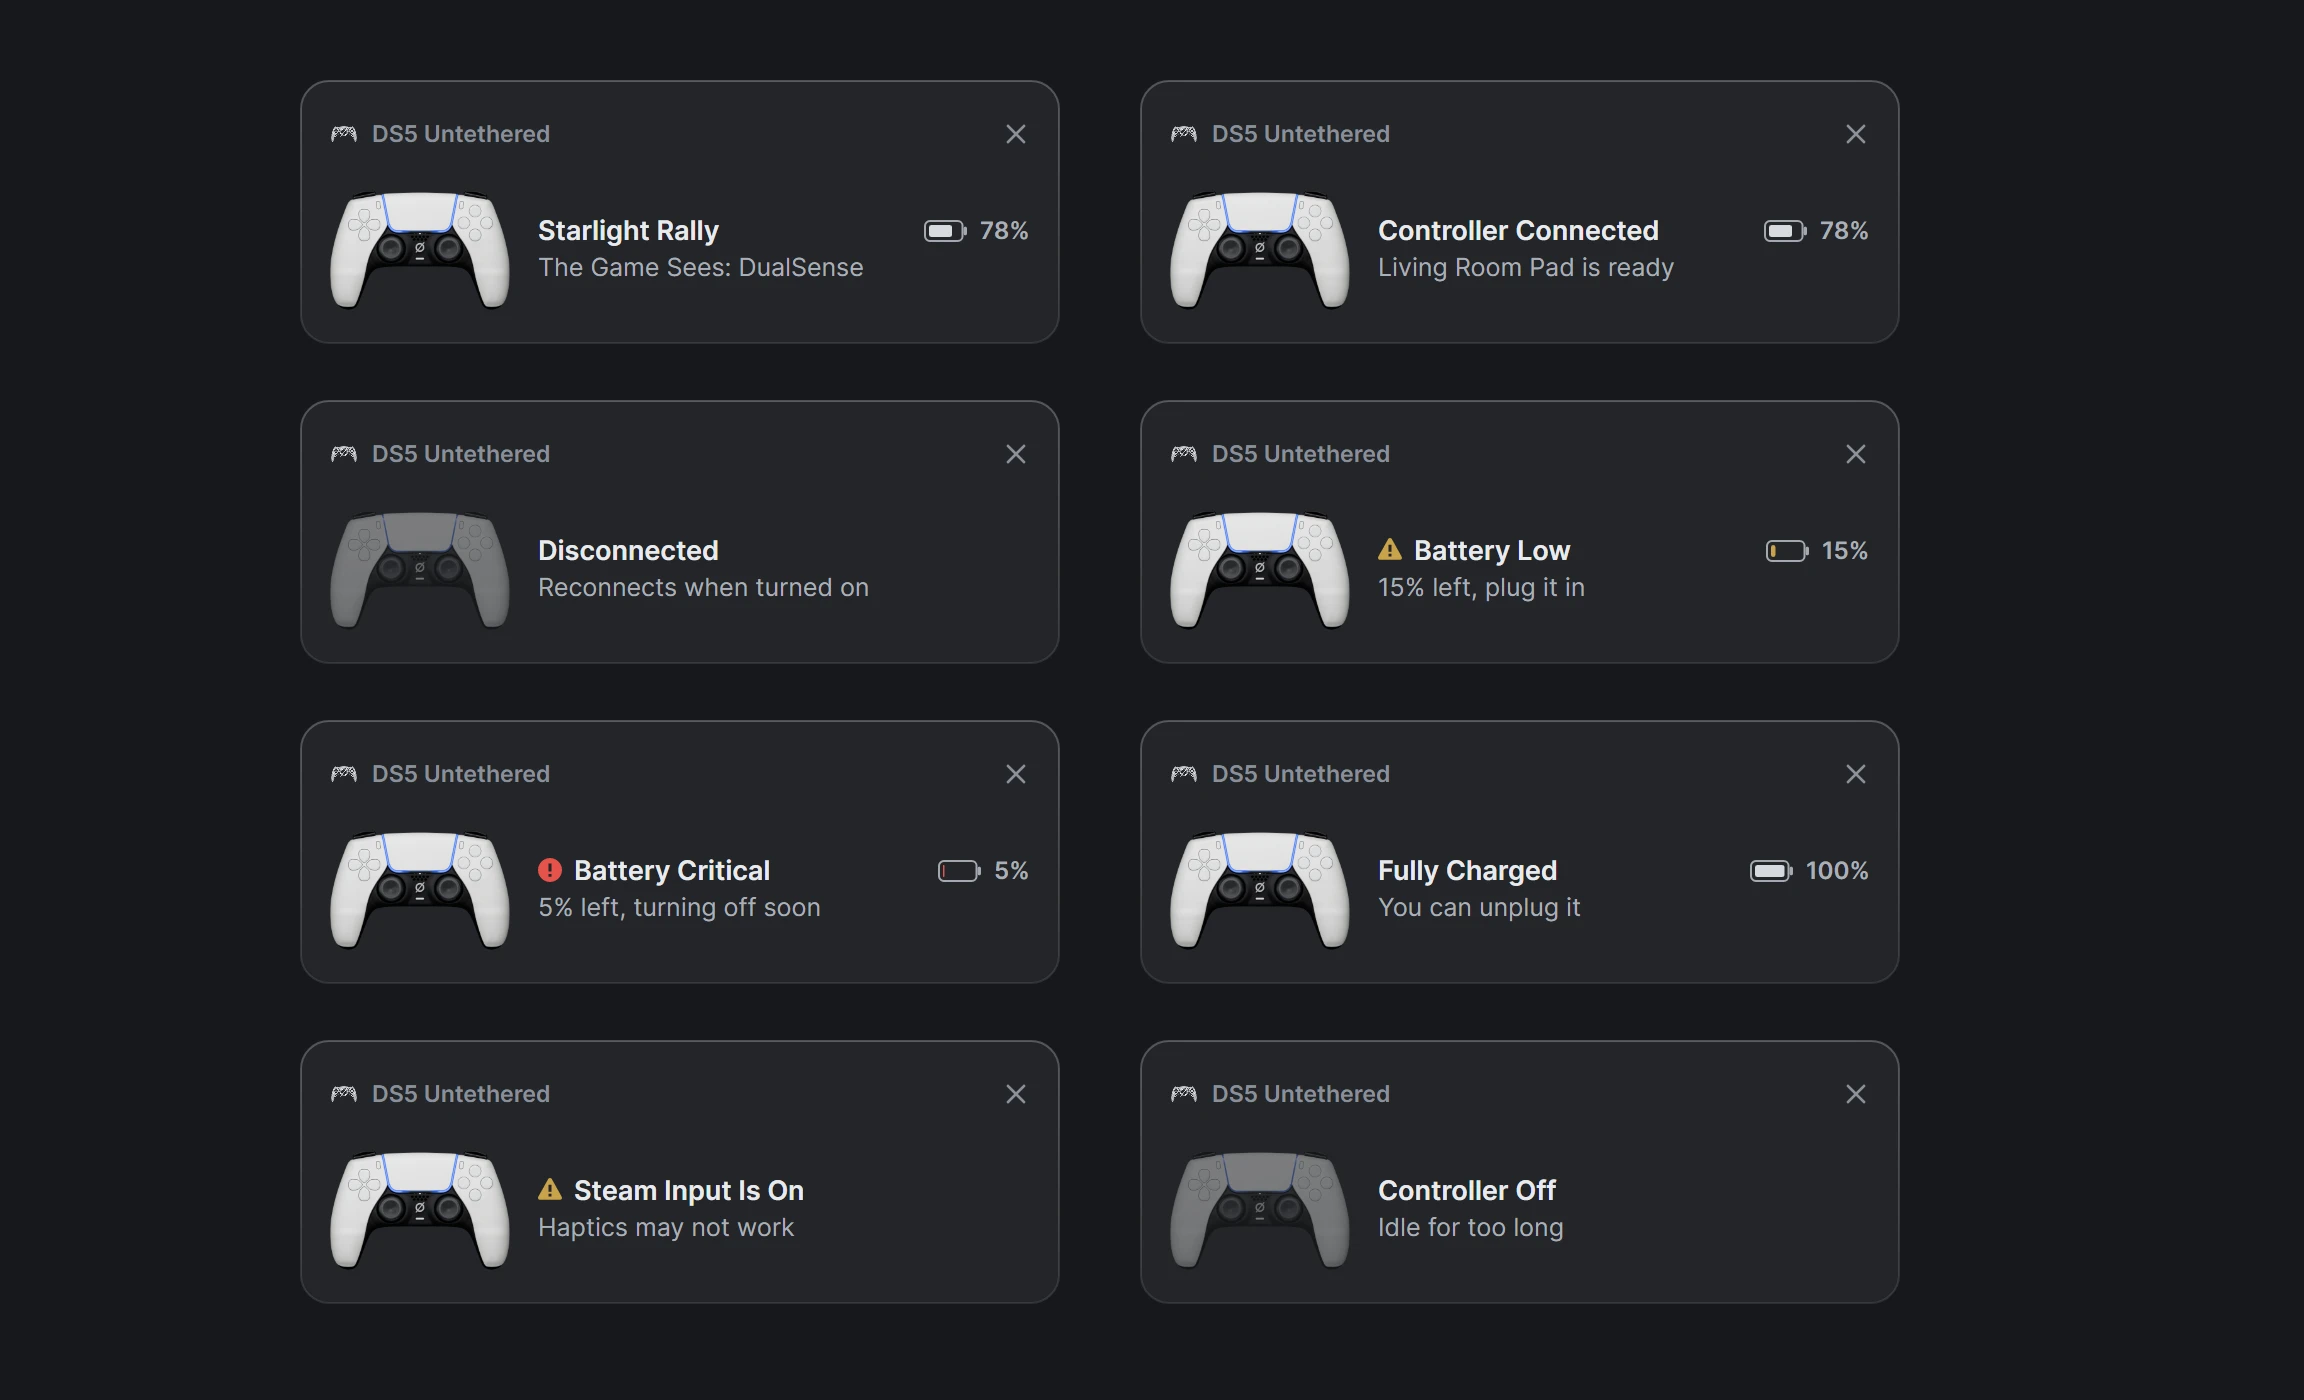 DS5 Untethered
Starlight Rally
78%
The Game Sees: DualSense
DS5 Untethered
Controller Connected
78%
Living Room Pad is ready
DS5 Untethered
Disconnected
Reconnects when turned on
DS5 Untethered
Battery Low
15%
15% left, plug it in
DS5 Untethered
Battery Critical
5%
5% left, turning off soon
DS5 Untethered
Fully Charged
100%
You can unplug it
DS5 Untethered
Steam Input Is On
Haptics may not work
DS5 Untethered
Controller Off
Idle for too long